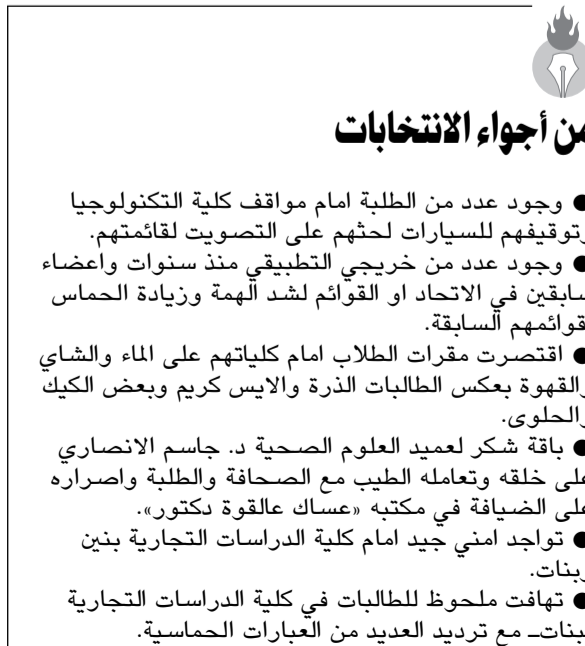 من أجواء الانتخابات
● وجود عدد من الطلبة امام مواقف كلية التكنولوجيا
وتوقيفهم للسيارات لحثهم على التصويت لقائمتهم.
● وجود عدد من خريجي التطبيقي منذ سنوات واعضاء
سابقين في الاتحاد او القوائم لشد الهمة وزيادة الحماس
لقوائمهم السابقة.
● اقتصرت مقرات الطلاب امام كلياتهم على الماء والشاي
والقهوة بعكس الطالبات الذرة والايس كريم وبعض الكيك
والحلوى.
● باقة شكر لعميد العلوم الصحية د. جاسم الانصاري
على خلقه وتعامله الطيب مع الصحافة والطلبة واصراره
على الضيافة في مكتبه «عساك عالقوة دكتور».
● تواجد امني جيد امام كلية الدراسات التجارية بنين
وبنات.
● تهافت ملحوظ للطالبات في كلية الدراسات التجارية
ـبناتـ مع ترديد العديد من العبارات الحماسية.